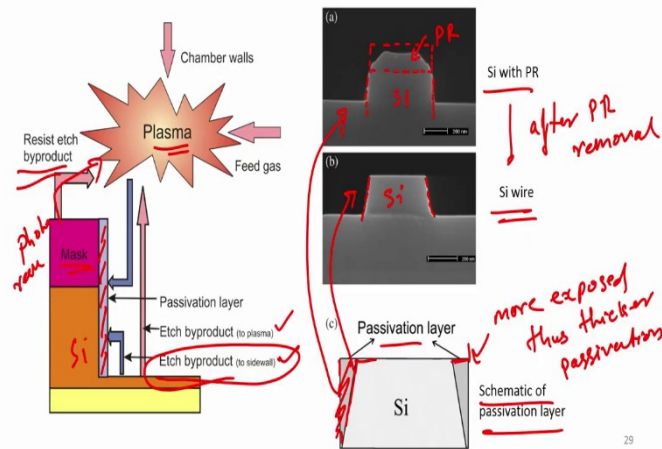 Chamber walls
Plasma
Feed gas
Resist etch
byproduct
photo
Mask
Si
Passivation layer
Etch byproduct (to plasma)
Etch byproduct (to sidewall)
(a)
PR
Si
Si with PR
after PR
removal
(b)
Si
Si wire
(c)
Passivation layer
Si
more exposed
thus thicker
passivation
Schematic of
passivation layer
29